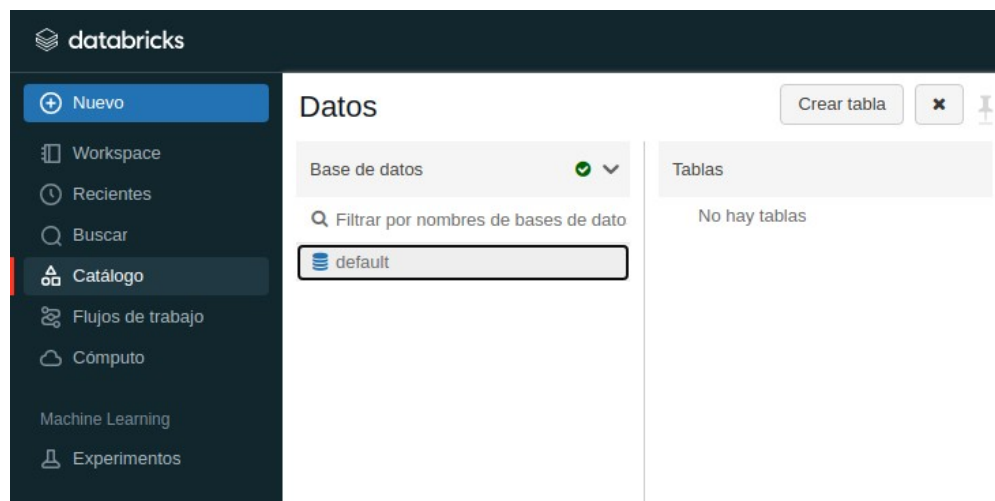 databricks
Nuevo
Workspace
Recientes
Buscar
Catálogo
Flujos de trabajo
Cómputo
Machine Learning
Experimentos
Datos
Crear tabla
Base de datos
Filtrar por nombres de bases de dato
default
Tablas
No hay tablas